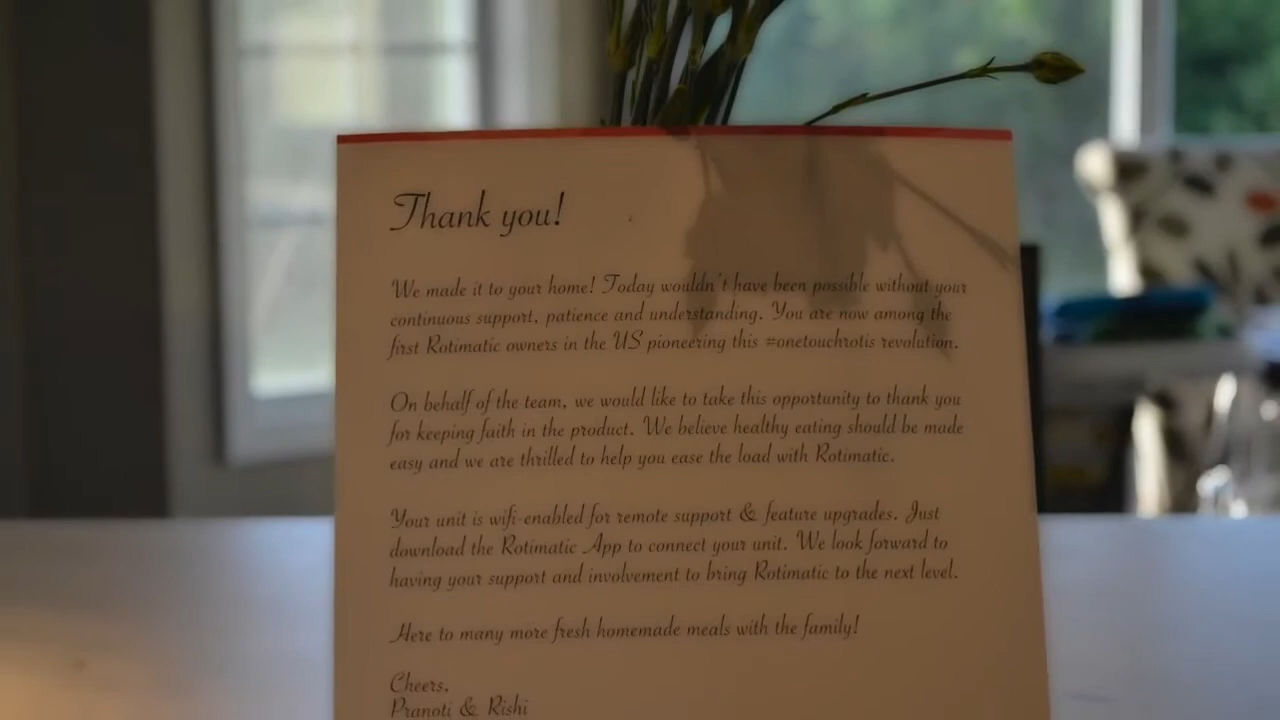 Thank you!
We made it to your home! Today wouldn't have been possible without your
continuous support, patience and understanding. You are now among the
first Rotimatic owners in the US pioneering this #onetouchrotis revolution.
On behalf of the team, we would like to take this opportunity to thank you
for keeping faith in the product. We believe healthy eating should be made
easy and we are thrilled to help you ease the load with Rotimatic.
Your unit is wifi-enabled for remote support & feature upgrades. Just
download the Rotimatic App to connect your unit. We look forward to
having your support and involvement to bring Rotimatic to the next level.
Here to many more fresh homemade meals with the family!
Cheers,
Pranoti & Rishi